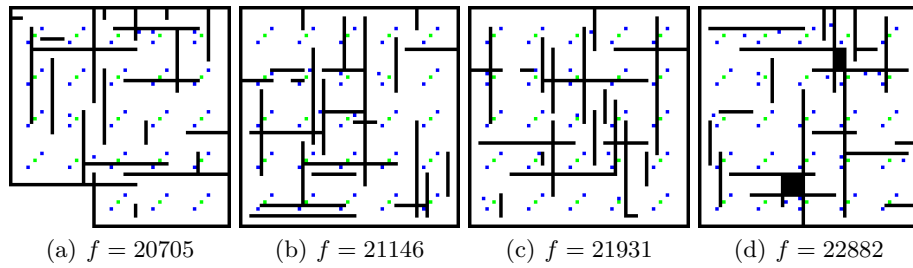 (a) f = 20705 (b) f = 21146 (c) f = 21931 (d) f = 22882